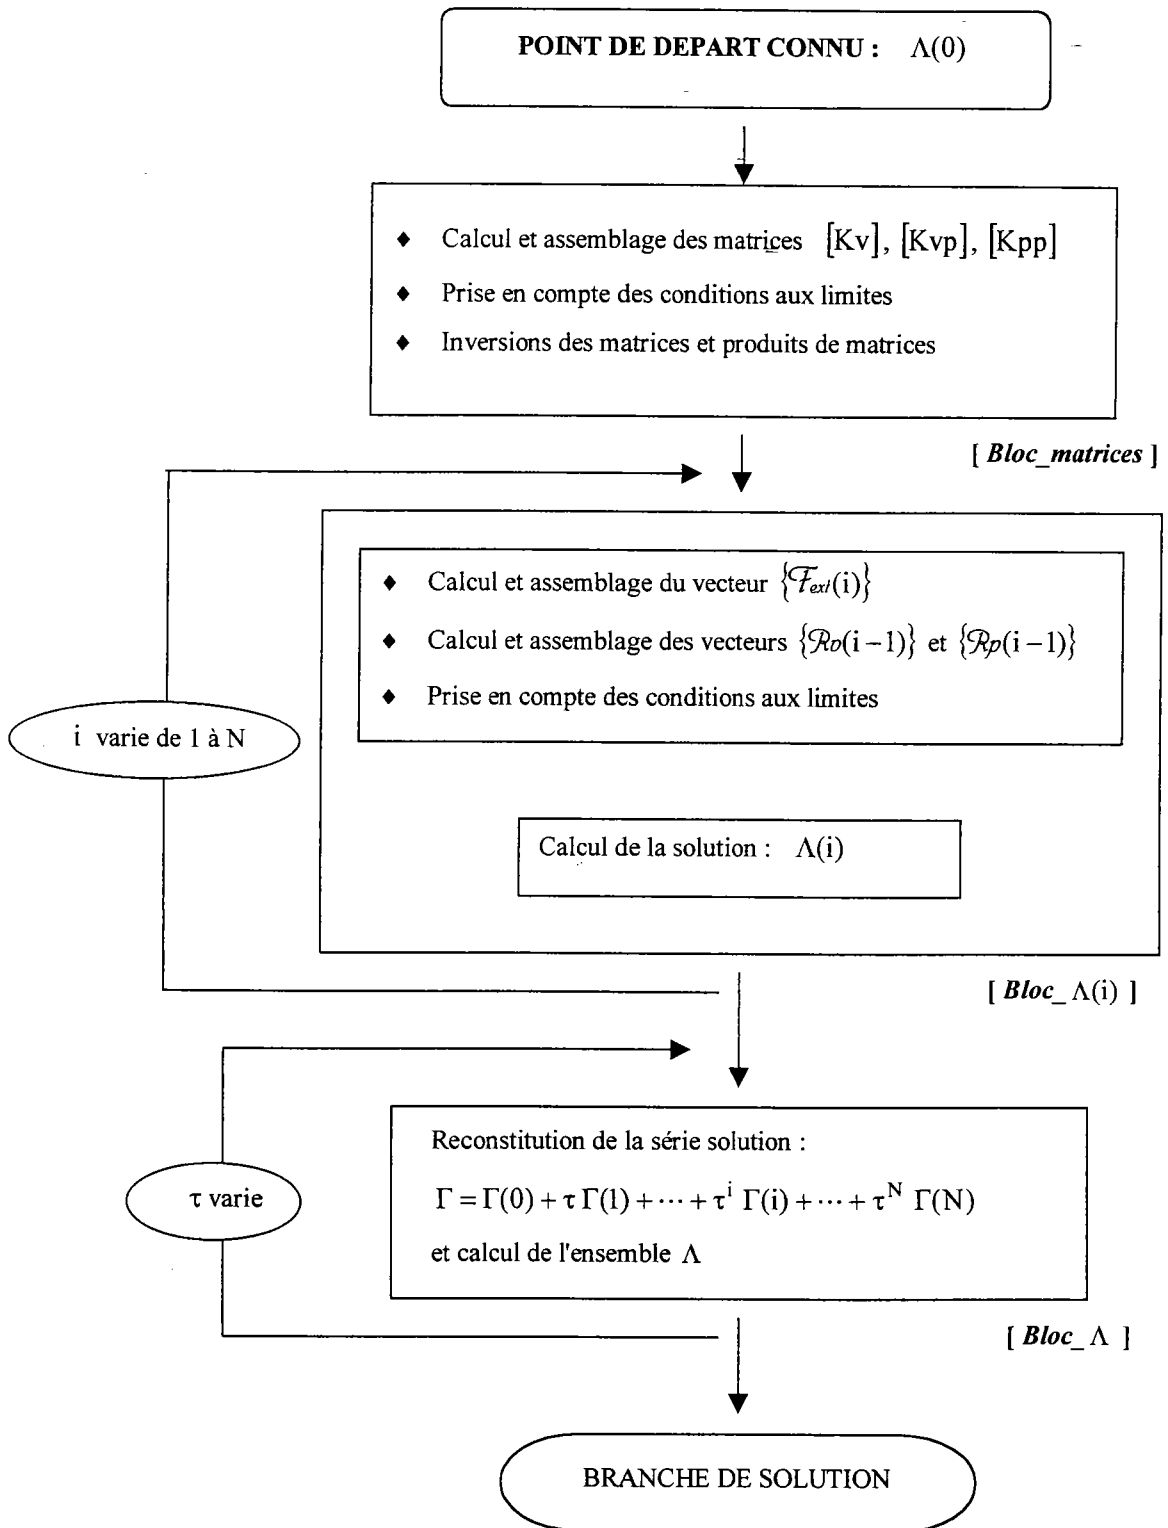 POINT DE DEPART CONNU : Λ(0)
♦ Calcul et assemblage des matrices [Kv], [Kvp], [Kpp]
♦ Prise en compte des conditions aux limites
♦ Inversions des matrices et produits de matrices
[ Bloc_matrices ]
♦ Calcul et assemblage du vecteur {ℱext(i)}
♦ Calcul et assemblage des vecteurs {ℛv(i−1)} et {ℛp(i−1)}
♦ Prise en compte des conditions aux limites
i varie de 1 à N
Calcul de la solution : Λ(i)
[ Bloc_ Λ(i) ]
Reconstitution de la série solution :
τ varie
Γ = Γ(0) + τ Γ(1) + ··· + τ^i Γ(i) + ··· + τ^N Γ(N)
et calcul de l'ensemble Λ
[ Bloc_ Λ ]
BRANCHE DE SOLUTION